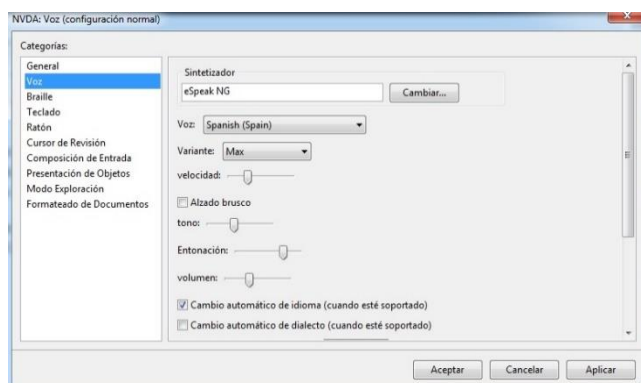 NVDA: Voz (configuración normal)
Categorías:
General
Voz
Braille
Teclado
Ratón
Cursor de Revisión
Composición de Entrada
Presentación de Objetos
Modo Exploración
Formateado de Documentos
Sintetizador
eSpeak NG
Cambiar...
Voz: Spanish (Spain)
Variante: Max
velocidad:
Alzado brusco
tono:
Entonación:
volumen:
Cambio automático de idioma (cuando esté soportado)
Cambio automático de dialecto (cuando esté soportado)
Aceptar Cancelar Aplicar